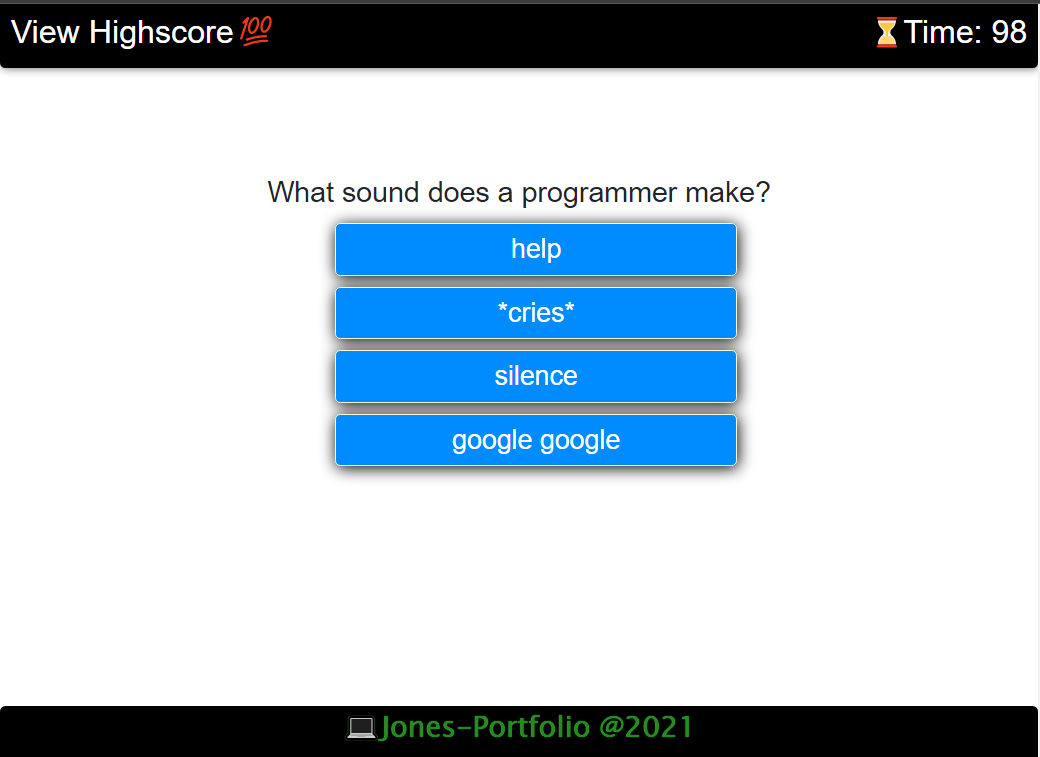 View Highscore💯
⏳Time: 98
What sound does a programmer make?
help
*cries*
silence
google google
💻Jones-Portfolio @2021